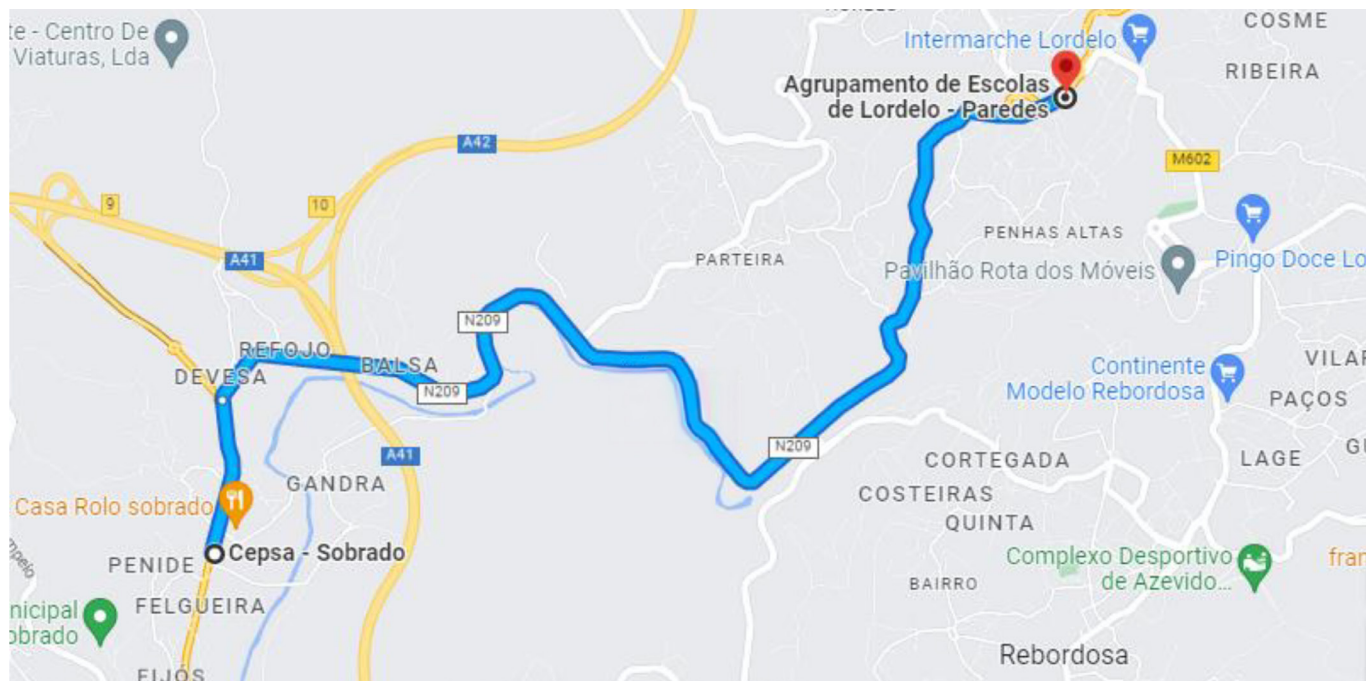 te - Centro De
Viaturas, Lda
COSME
Intermarche Lordelo
RIBEIRA
Agrupamento de Escolas
de Lordelo - Paredes
A42
M602
9
10
PENHAS ALTAS
A41
PARTEIRA
Pavilhão Rota dos Móveis
Pingo Doce Lo
N209
REFOJO
BALSA
DEVESA
N209
Continente
Modelo Rebordosa
VILAR
PAÇOS
N209
A41
GANDRA
CORTEGADA
LAGE
COSTEIRAS
QUINTA
Casa Rolo sobrado
Cepsa - Sobrado
PENIDE
Complexo Desportivo
de Azevido...
fran
BAIRRO
FELGUEIRA
nicipal
obrado
Rebordosa
FIJÓS